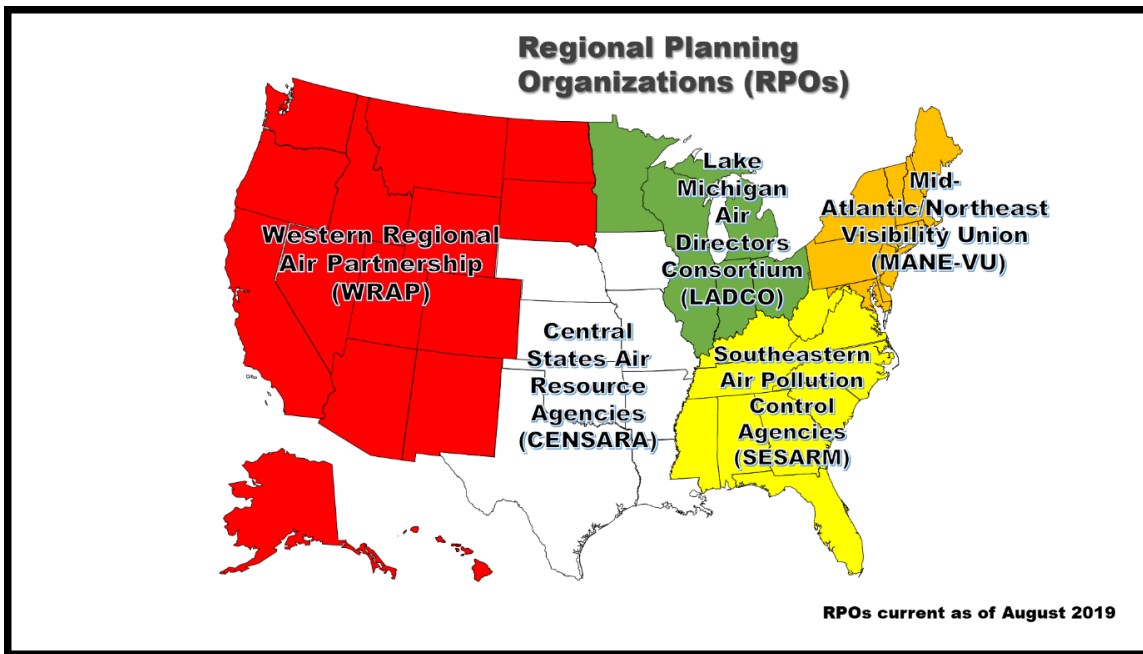 Regional Planning
Organizations (RPOs)
Lake
Michigan
Air
Directors
Consortium
(LADCO)
Mid-
Atlantic/Northeast
Visibility Union
(MANE-VU)
Western Regional
Air Partnership
(WRAP)
Central
States Air
Resource
Agencies
(CENSARA)
Southeastern
Air Pollution
Control
Agencies
(SESARM)
RPOs current as of August 2019